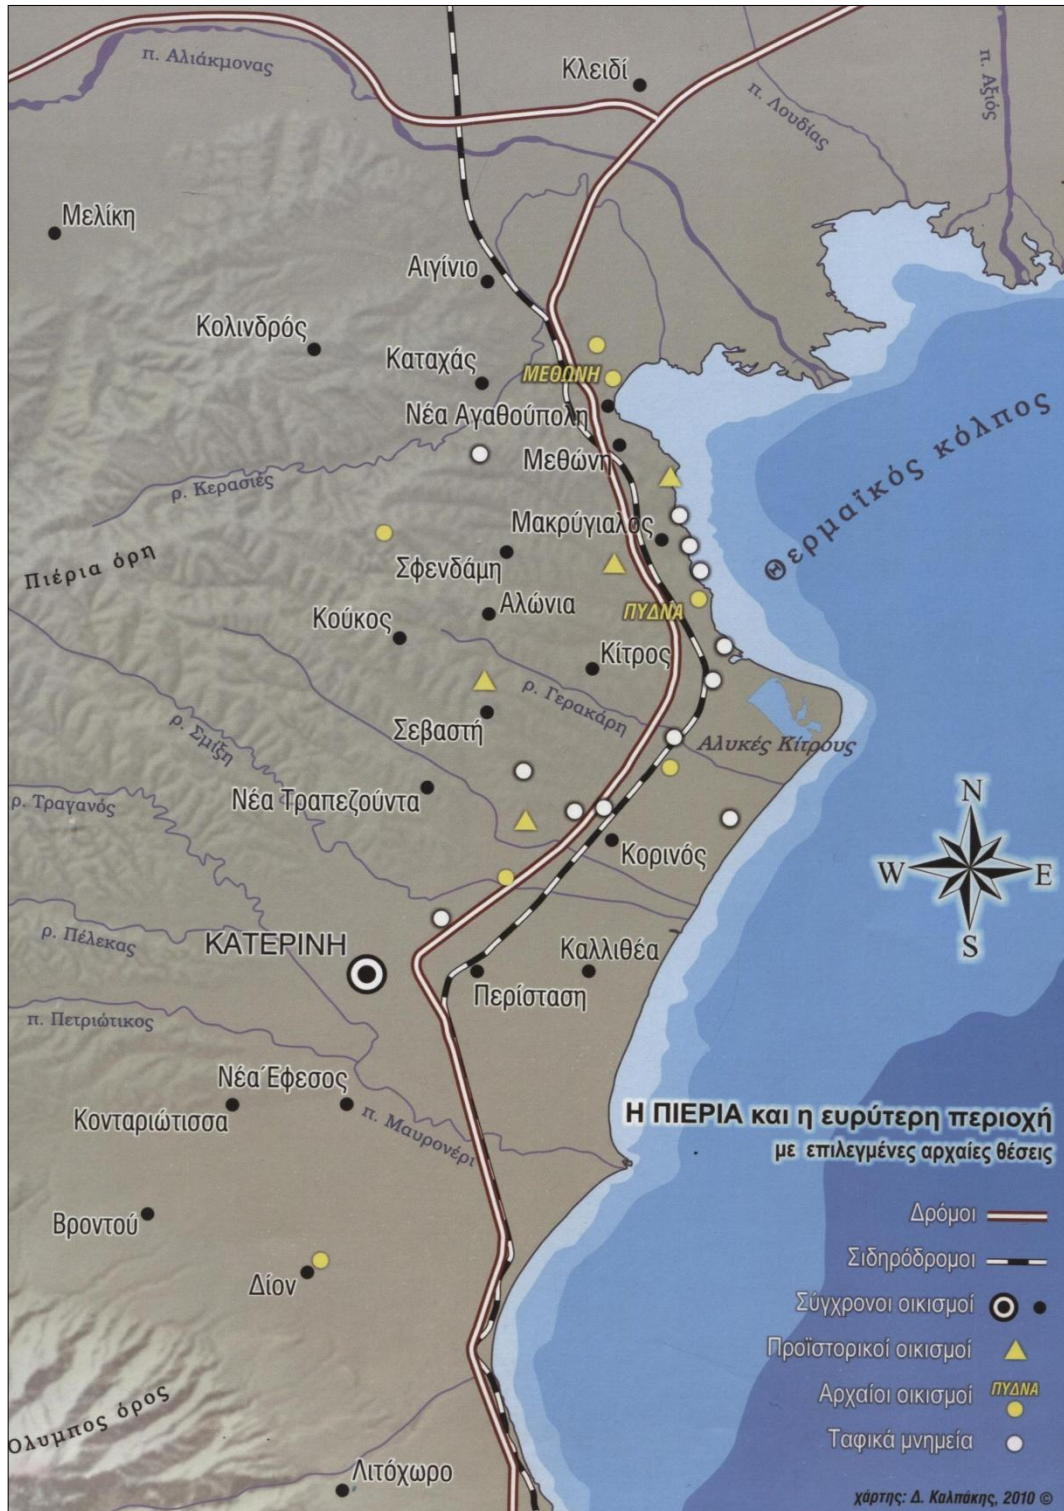 π. Αλιάκμονας
Κλειδί
π. Λουδίας
π. Αξιός
Μελίκη
Αιγίνιο
Κολινδρός
Καταχάς
ΜΕΘΩΝΗ
Νέα Αγαθούπολη
Μεθώνη
ρ. Κερασιές
Θερμαϊκός κόλπος
Μακρύγιαλος
Πιέρια όρη
Σφενδάμη
Αλώνια
ΠΥΔΝΑ
Κούκος
Κίτρος
ρ. Γερακάρη
ρ. Σμίξη
Σεβαστή
Αλυκές Κίτρους
Νέα Τραπεζούντα
ρ. Τραγανός
Κορινός
N
W
E
S
ρ. Πέλεκας
ΚΑΤΕΡΙΝΗ
Καλλιθέα
Περίσταση
π. Πετριώτικος
Νέα Έφεσος
Κονταριώτισσα
π. Μαυρονέρι
Η ΠΙΕΡΙΑ και η ευρύτερη περιοχή
με επιλεγμένες αρχαίες θέσεις
Βροντού
Δίον
Δρόμοι
Σιδηρόδρομοι
Σύγχρονοι οικισμοί
Προϊστορικοί οικισμοί
Αρχαίοι οικισμοί ΠΥΔΝΑ
Ταφικά μνημεία
Όλυμπος όρος
Λιτόχωρο
χάρτης: Δ. Καλπάκης, 2010 ©